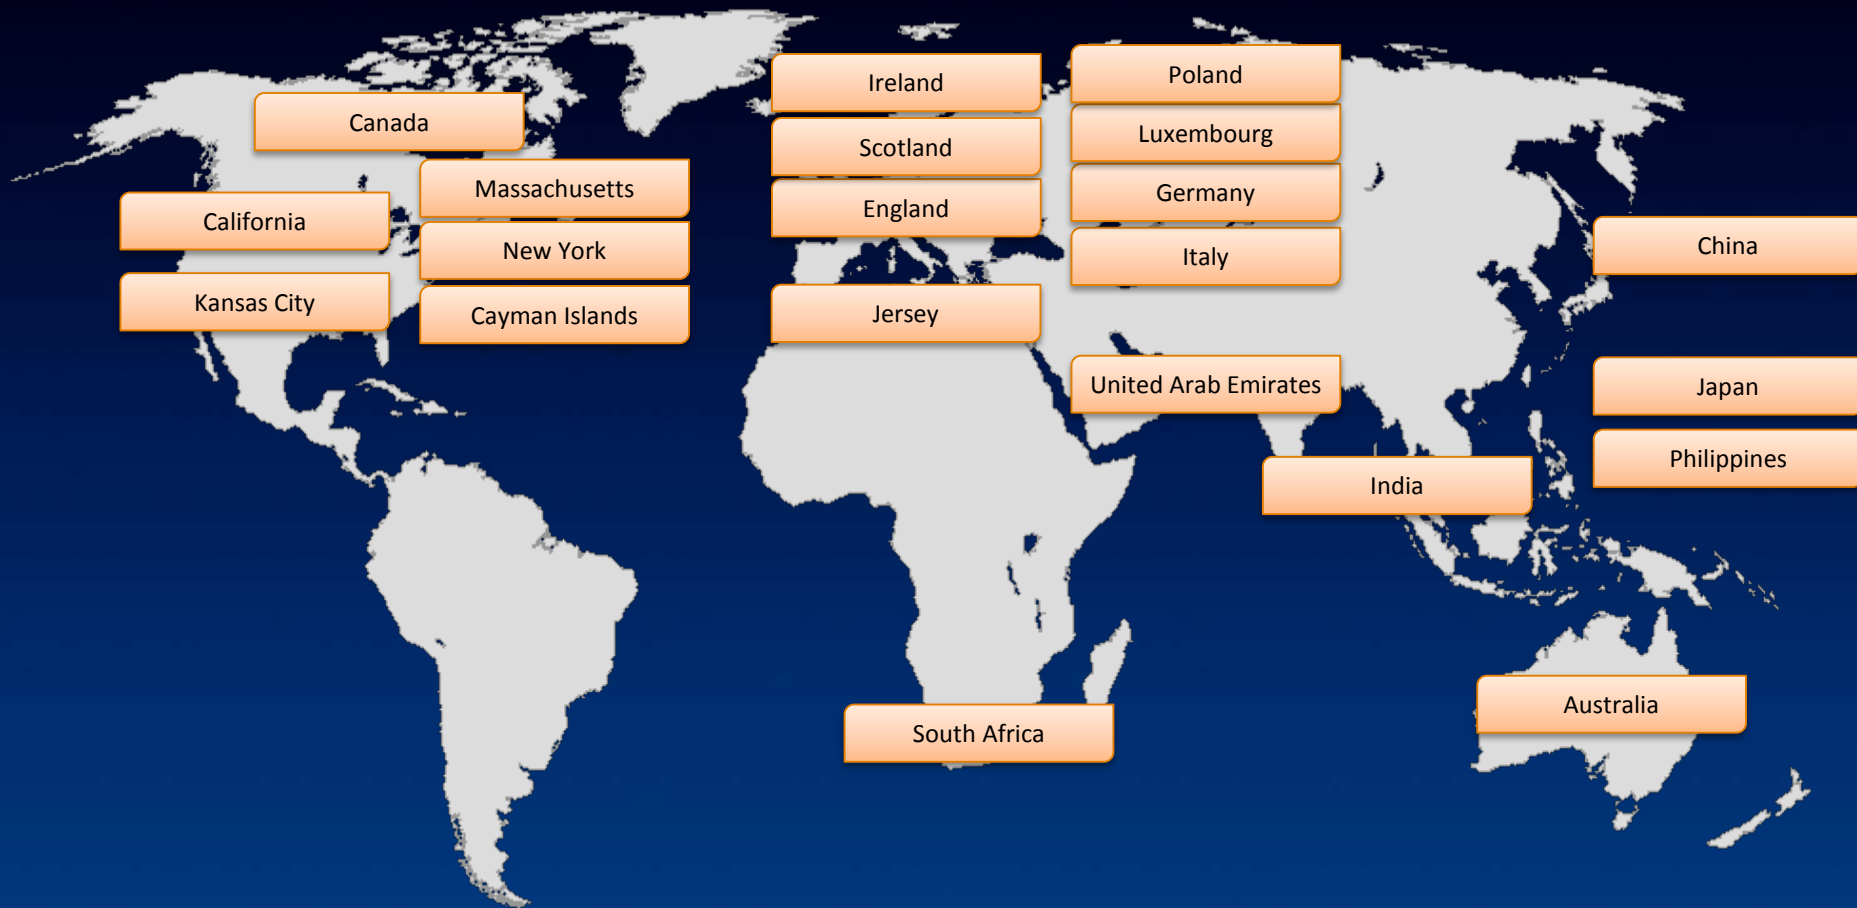 Canada
Massachusetts
California
New York
Kansas City
Cayman Islands
Ireland
Scotland
England
Jersey
Poland
Luxembourg
Germany
Italy
United Arab Emirates
China
Japan
Philippines
India
South Africa
Australia